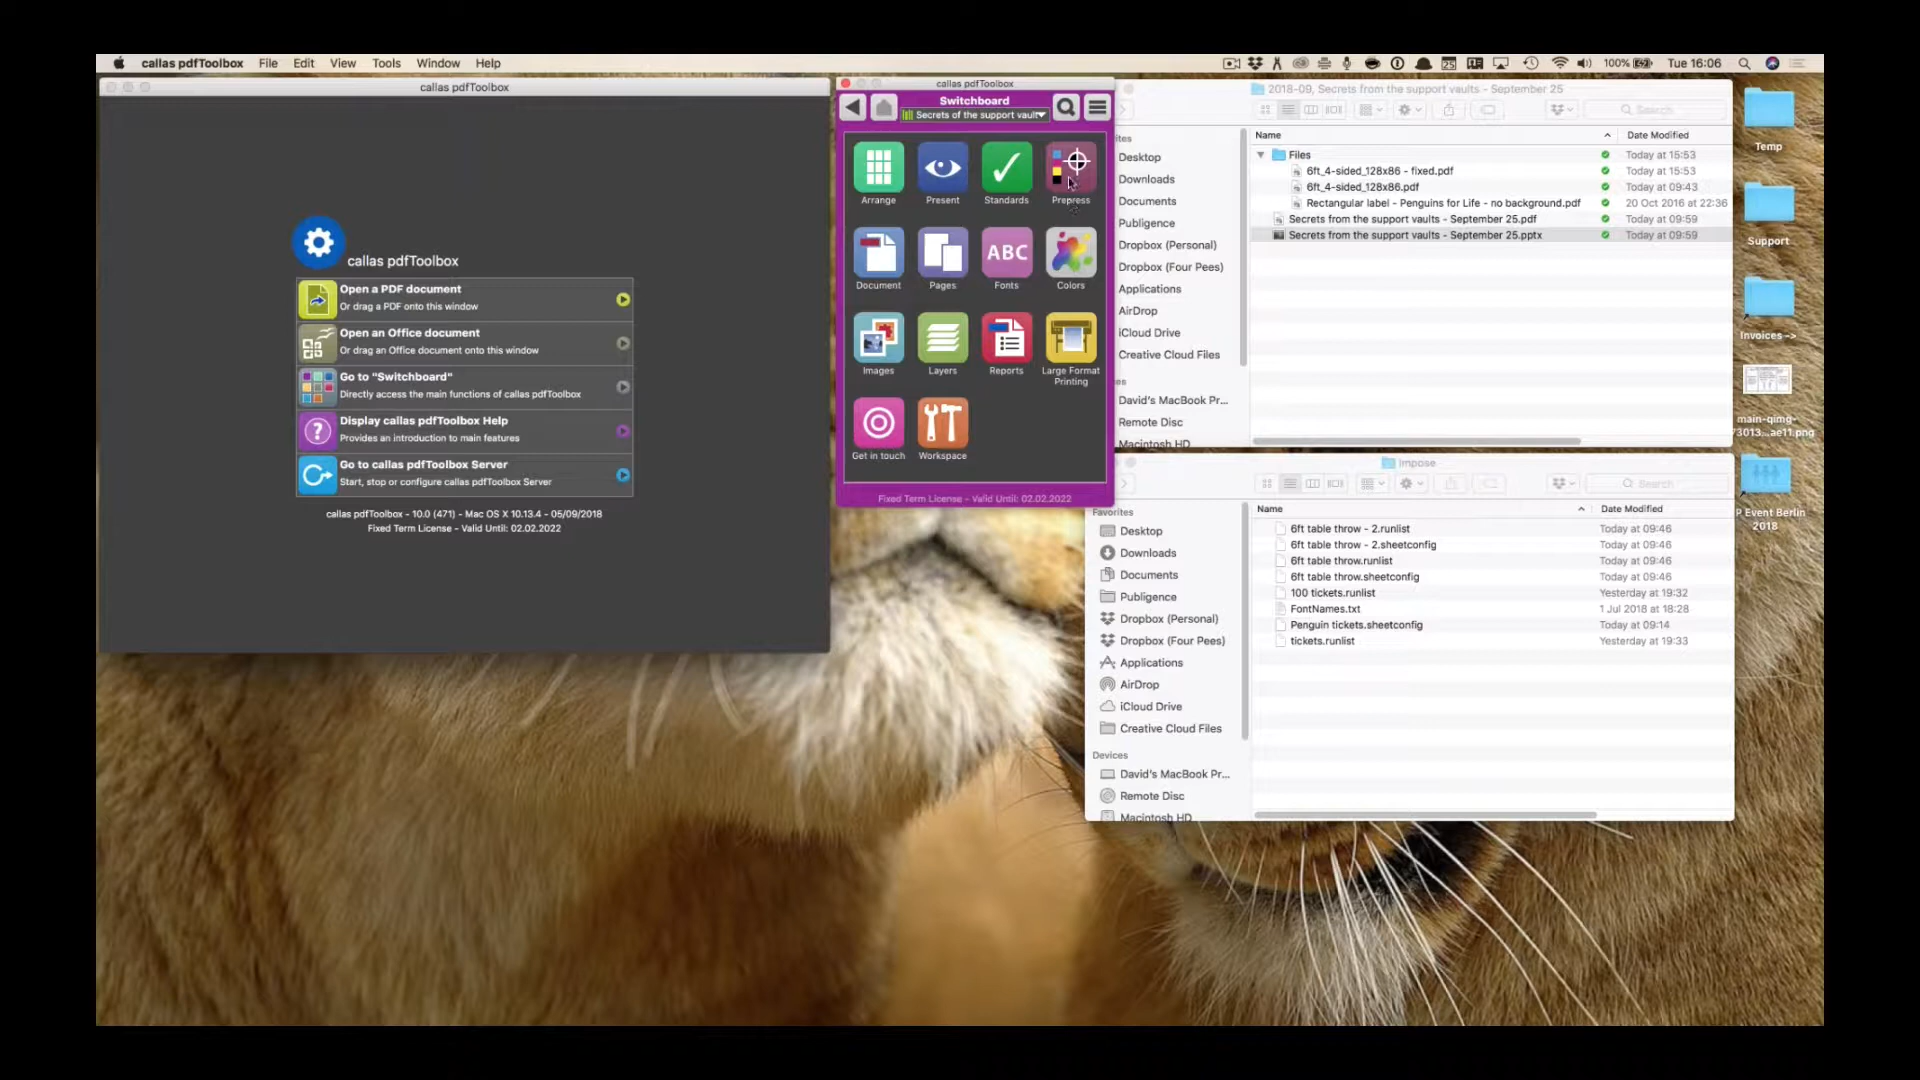 callas pdfToolbox File Edit View Tools Window Help
100% Tue 16:06
callas pdfToolbox
callas pdfToolbox
Open a PDF document
Or drag a PDF onto this window
Open an Office document
Or drag an Office document onto this window
Go to "Switchboard"
Directly access the main functions of callas pdfToolbox
Display callas pdfToolbox Help
Provides an introduction to main features
Go to callas pdfToolbox Server
Start, stop or configure callas pdfToolbox Server
callas pdfToolbox - 10.0 (471) - Mac OS X 10.13.4 - 05/09/2018
Fixed Term License - Valid Until: 02.02.2022
callas pdfToolbox
Switchboard
Secrets of the support vault
Arrange Present Standards Prepress
Document Pages Fonts Colors
ABC
Images Layers Reports Large Format
Printing
Get in touch Workspace
Fixed Term License - Valid Until: 02.02.2022
2018-09, Secrets from the support vaults - September 25
Search
ites
Desktop
Downloads
Documents
Publigence
Dropbox (Personal)
Dropbox (Four Pees)
Applications
AirDrop
iCloud Drive
Creative Cloud Files
es
David's MacBook Pr...
Remote Disc
Macintosh HD
Name Date Modified
Files Today at 15:53
6ft_4-sided_128x86 - fixed.pdf Today at 15:53
6ft_4-sided_128x86.pdf Today at 09:43
Rectangular label - Penguins for Life - no background.pdf 20 Oct 2016 at 22:36
Secrets from the support vaults - September 25.pdf Today at 09:59
Secrets from the support vaults - September 25.pptx Today at 09:59
Impose
Search
Favorites
Desktop
Downloads
Documents
Publigence
Dropbox (Personal)
Dropbox (Four Pees)
Applications
AirDrop
iCloud Drive
Creative Cloud Files
Devices
David's MacBook Pr...
Remote Disc
Macintosh HD
Name Date Modified
6ft table throw - 2.runlist Today at 09:46
6ft table throw - 2.sheetconfig Today at 09:46
6ft table throw.runlist Today at 09:46
6ft table throw.sheetconfig Today at 09:46
100 tickets.runlist Yesterday at 19:32
FontNames.txt 1 Jul 2018 at 18:28
Penguin tickets.sheetconfig Today at 09:14
tickets.runlist Yesterday at 19:33
Temp
Support
Invoices ->
main-qimg-
73013...ae11.png
P Event Berlin
2018